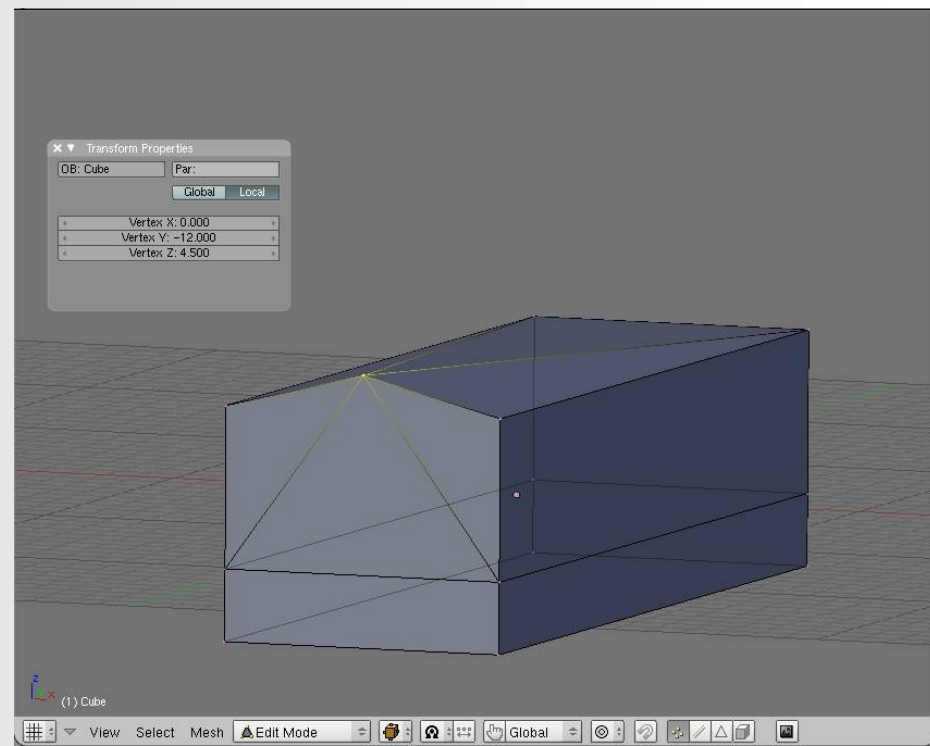 Transform Properties
OB: Cube Par:
Global Local
Vertex X: 0.000
Vertex Y: -12.000
Vertex Z: 4.500
z
x
(1) Cube
View Select Mesh Edit Mode Global